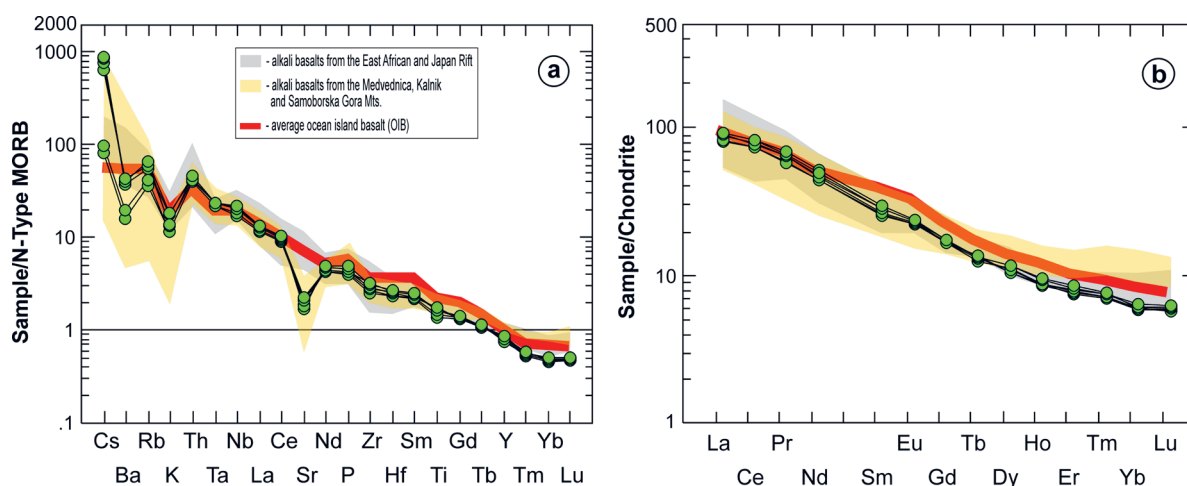 2000
1000
100
10
1
.1
Sample/N-Type MORB
- alkali basalts from the East African and Japan Rift
- alkali basalts from the Medvednica, Kalnik
and Samoborska Gora Mts.
- average ocean island basalt (OIB)
a
Cs Rb Th Nb Ce Nd Zr Sm Gd Y Yb
Ba K Ta La Sr P Hf Ti Tb Tm Lu
500
100
10
1
Sample/Chondrite
b
La Pr Eu Tb Ho Tm Lu
Ce Nd Sm Gd Dy Er Yb